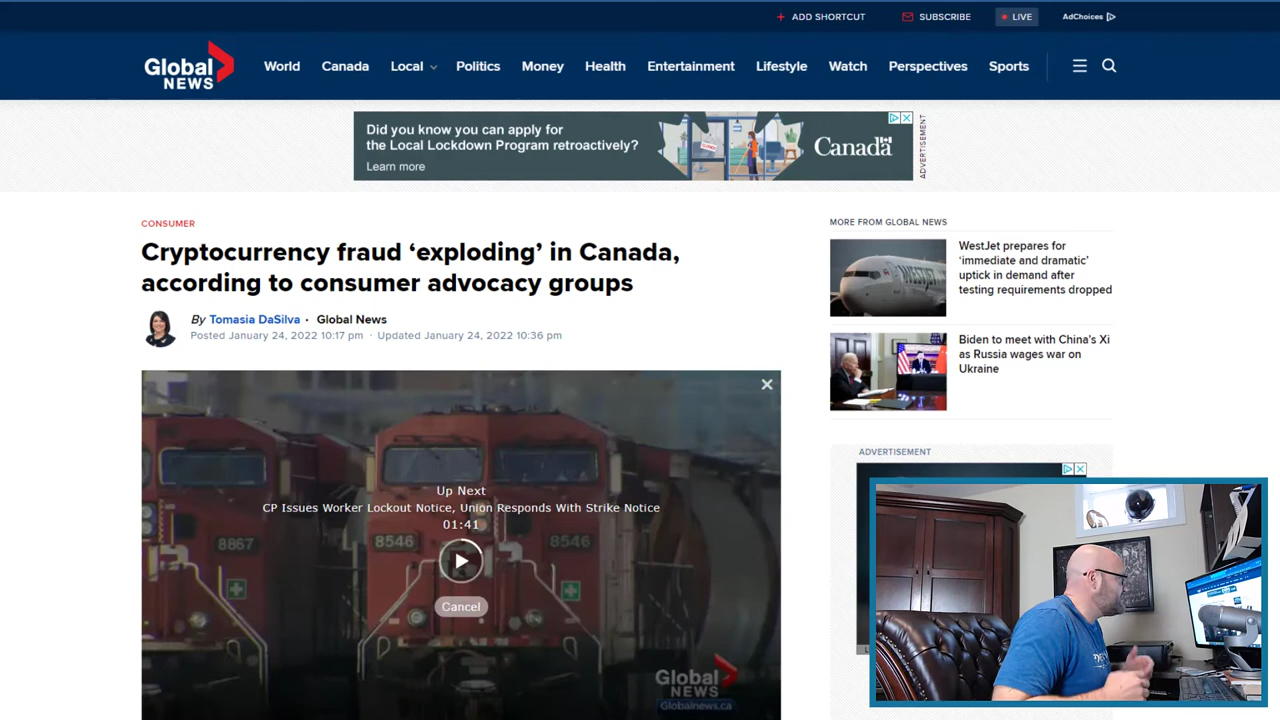 ADD SHORTCUT
SUBSCRIBE
LIVE
AdChoices
Global
NEWS
World
Canada
Local
Politics
Money
Health
Entertainment
Lifestyle
Watch
Perspectives
Sports
Did you know you can apply for
the Local Lockdown Program retroactively?
Learn more
Canada
ADVERTISEMENT
CONSUMER
Cryptocurrency fraud ‘exploding’ in Canada,
according to consumer advocacy groups
By Tomasia DaSilva · Global News
Posted January 24, 2022 10:17 pm · Updated January 24, 2022 10:36 pm
Up Next
CP Issues Worker Lockout Notice, Union Responds With Strike Notice
01:41
8867
8546
8546
Cancel
Global
NEWS
Globalnews.ca
MORE FROM GLOBAL NEWS
WestJet prepares for
‘immediate and dramatic’
uptick in demand after
testing requirements dropped
Biden to meet with China’s Xi
as Russia wages war on
Ukraine
ADVERTISEMENT